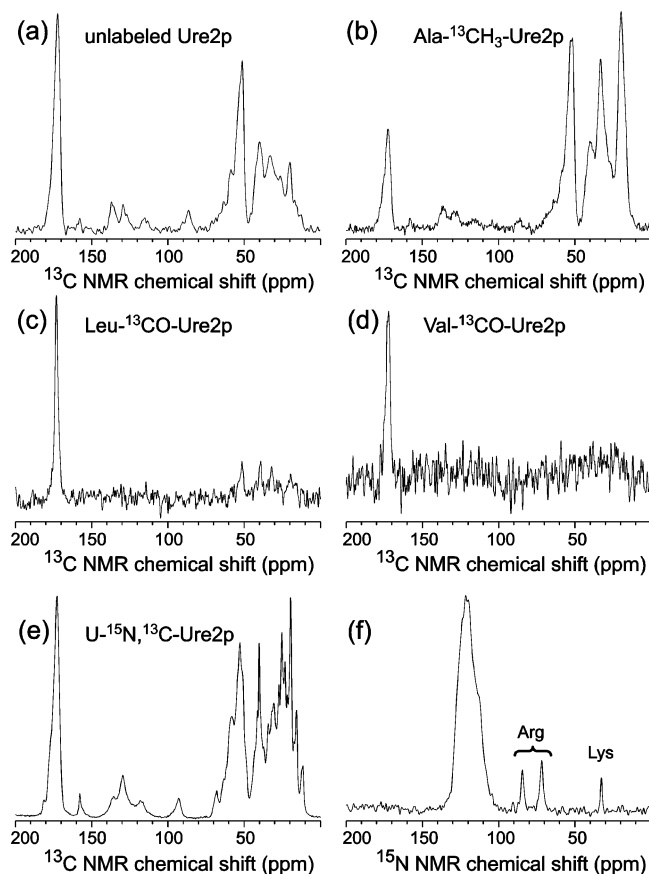 (a) unlabeled Ure2p
(b) Ala-¹³CH₃-Ure2p
200 150 100 50
200 150 100 50
¹³C NMR chemical shift (ppm)
¹³C NMR chemical shift (ppm)
(c) Leu-¹³CO-Ure2p
(d) Val-¹³CO-Ure2p
200 150 100 50
200 150 100 50
¹³C NMR chemical shift (ppm)
¹³C NMR chemical shift (ppm)
(e) U-¹⁵N,¹³C-Ure2p
(f)
Arg
Lys
200 150 100 50
200 150 100 50
¹³C NMR chemical shift (ppm)
¹⁵N NMR chemical shift (ppm)